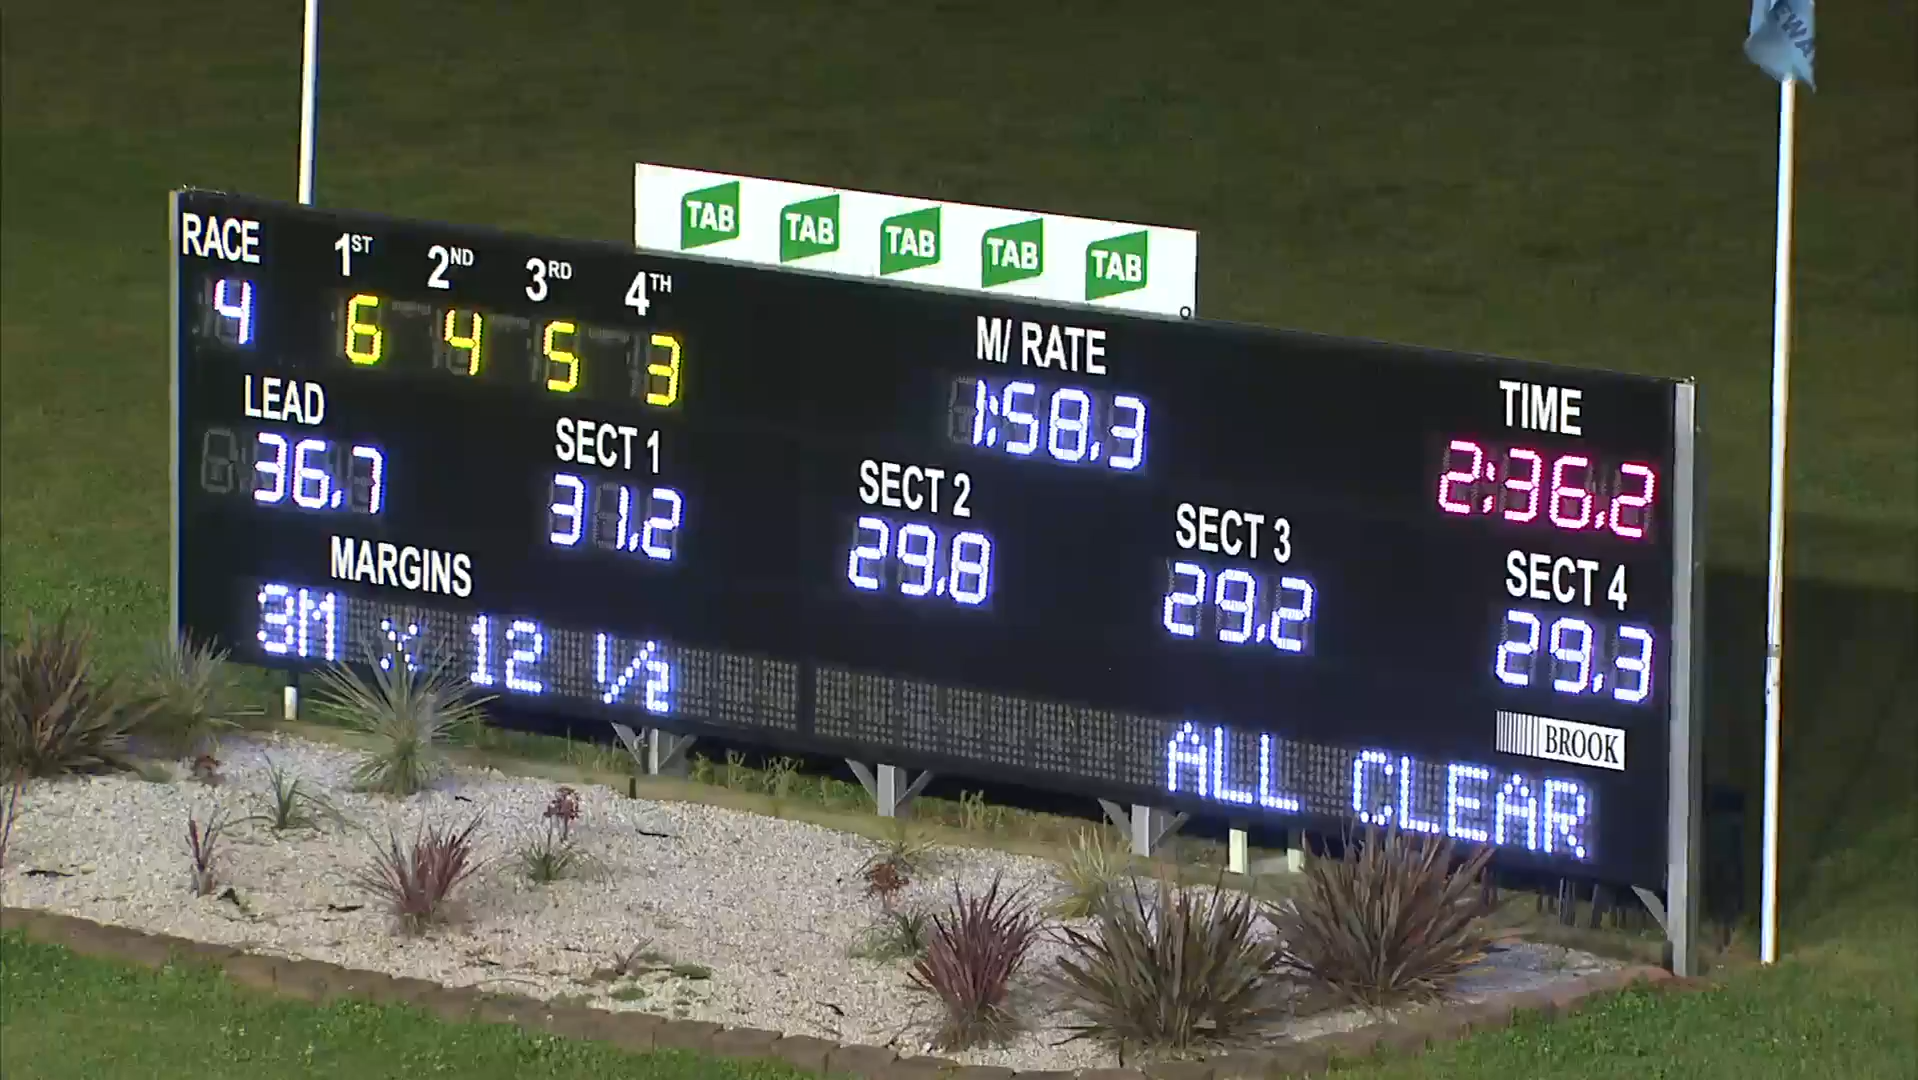 TAB TAB TAB TAB TAB
RACE 1ST 2ND 3RD 4TH
4 6 4 5 3
M/ RATE
1:58.3
TIME
2:36.2
LEAD
36.7
SECT 1
31.2
SECT 2
29.8
SECT 3
29.2
SECT 4
29.3
MARGINS
3M x 12 1/2
BROOK
ALL CLEAR